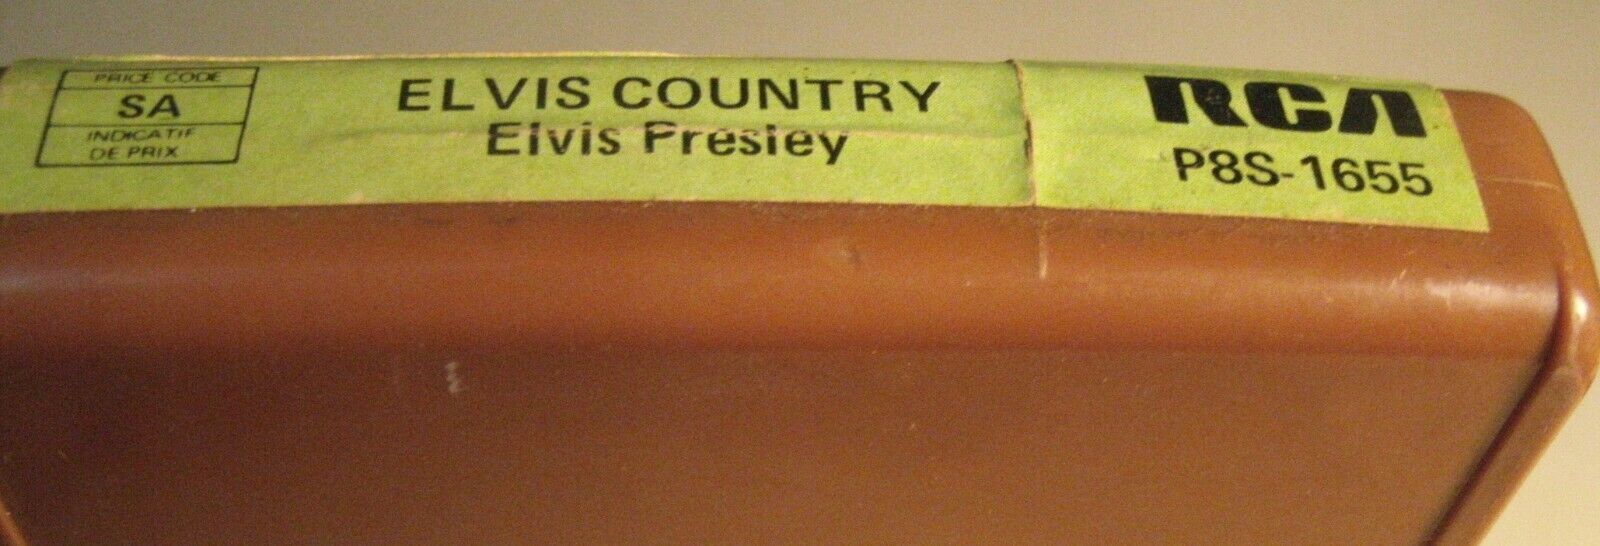 PRICE CODE
SA
INDICATIF
DE PRIX
ELVIS COUNTRY
Elvis Presley
RCA
P8S-1655